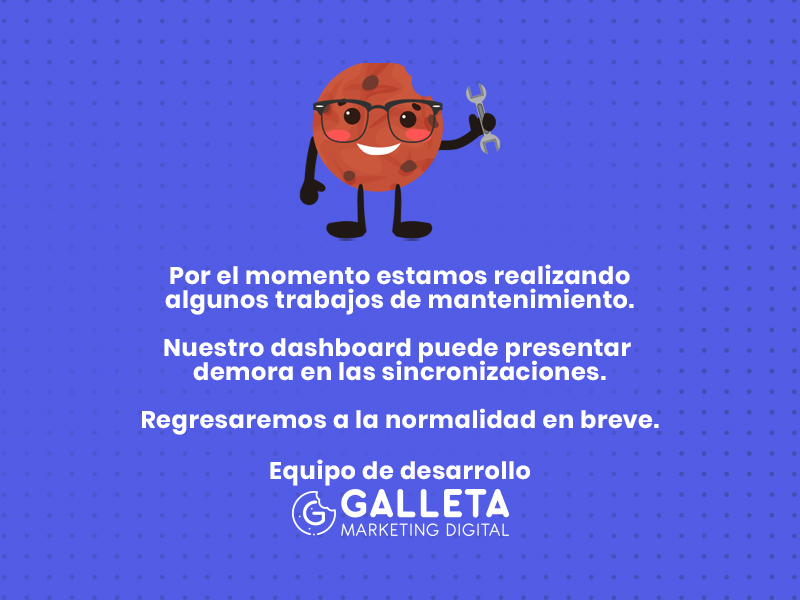 Por el momento estamos realizando
algunos trabajos de mantenimiento.
Nuestro dashboard puede presentar
demora en las sincronizaciones.
Regresaremos a la normalidad en breve.
Equipo de desarrollo
G GALLETA
MARKETING DIGITAL